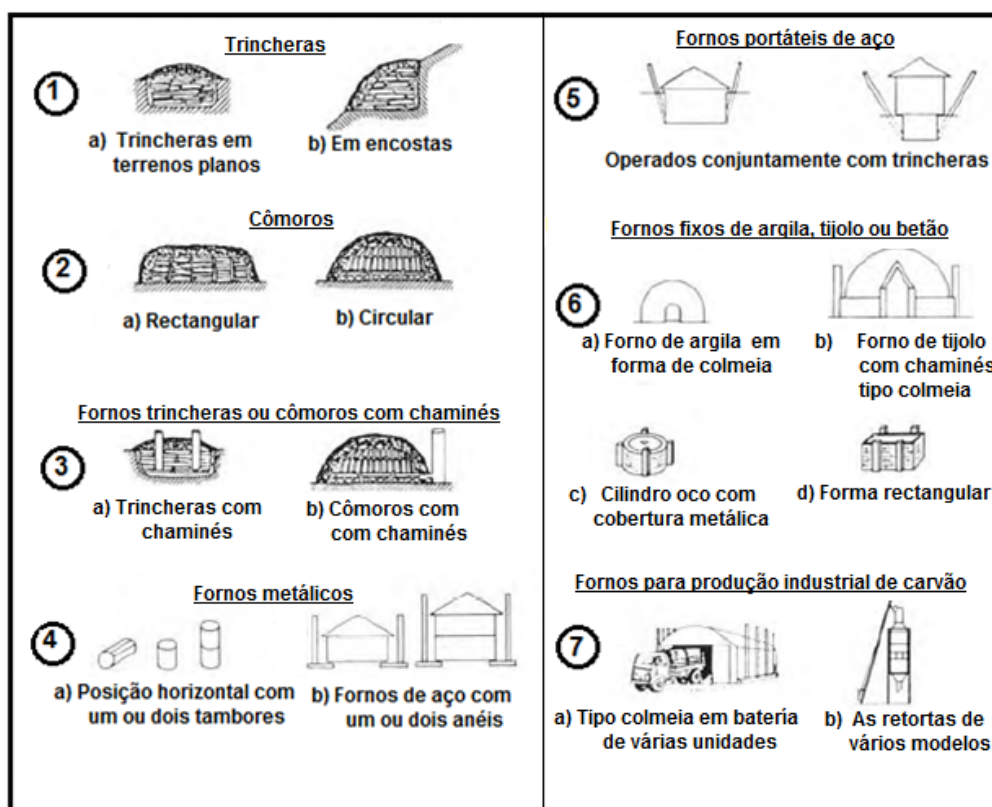 Trincheras
1
a) Trincheras em
terrenos planos
b) Em encostas
Cômoros
2
a) Rectangular
b) Circular
Fornos trincheras ou cômoros com chaminés
3
a) Trincheras com
chaminés
b) Cômoros com
com chaminés
Fornos metálicos
4
a) Posição horizontal com
um ou dois tambores
b) Fornos de aço com
um ou dois anéis
Fornos portáteis de aço
5
Operados conjuntamente com trincheras
Fornos fixos de argila, tijolo ou betão
6
a) Forno de argila em
forma de colmeia
b) Forno de tijolo
com chaminés
tipo colmeia
c) Cilindro oco com
cobertura metálica
d) Forma rectangular
Fornos para produção industrial de carvão
7
a) Tipo colmeia em batería
de várias unidades
b) As retortas de
vários modelos